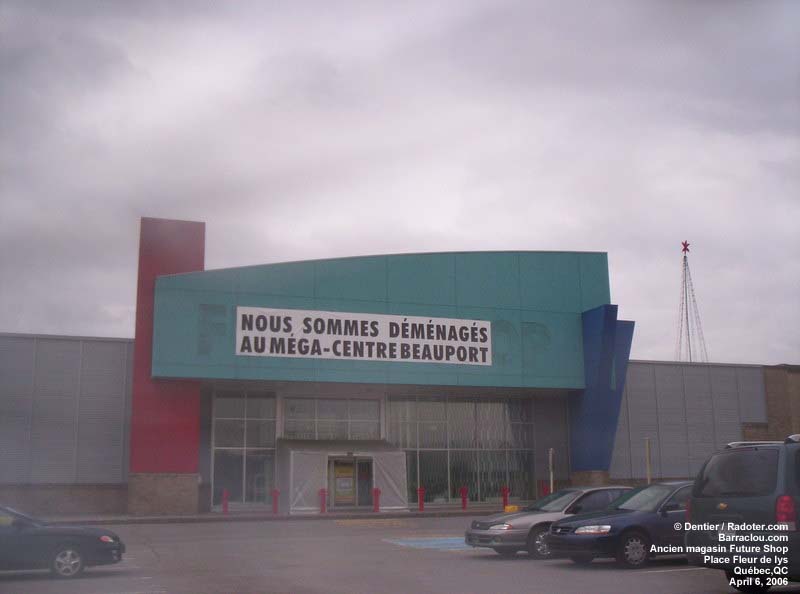 NOUS SOMMES DÉMÉNAGÉS
AU MÉGA-CENTRE BEAUPORT
© Dentier / Radoter.com
Barraclou.com
Ancien magasin Future Shop
Place Fleur de lys
Québec,QC
April 6, 2006